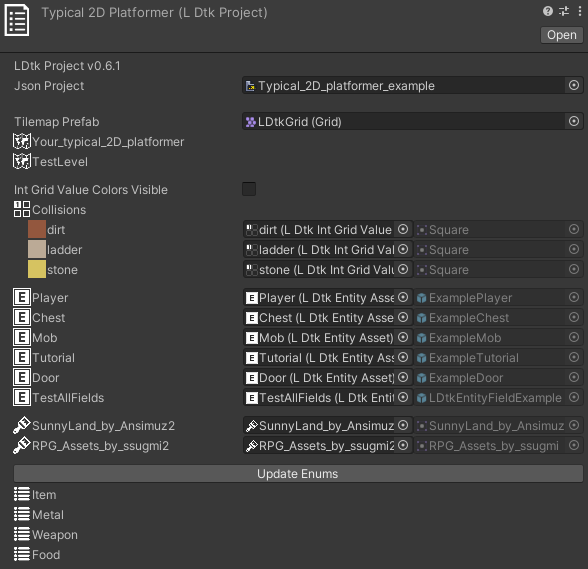 Typical 2D Platformer (L Dtk Project)
Open
LDtk Project v0.6.1
Json Project Typical_2D_platformer_example
Tilemap Prefab LDtkGrid (Grid)
Your_typical_2D_platformer
TestLevel
Int Grid Value Colors Visible
Collisions
dirt dirt (L Dtk Int Grid Value Square
ladder ladder (L Dtk Int Grid Val Square
stone stone (L Dtk Int Grid Valu Square
E Player E Player (L Dtk Entity Asse ExamplePlayer
E Chest E Chest (L Dtk Entity Asse ExampleChest
E Mob E Mob (L Dtk Entity Asset) ExampleMob
E Tutorial E Tutorial (L Dtk Entity Ass ExampleTutorial
E Door E Door (L Dtk Entity Asset) ExampleDoor
E TestAllFields E TestAllFields (L Dtk Entit LDtkEntityFieldExample
SunnyLand_by_Ansimuz2 SunnyLand_by_Ansimuz2 SunnyLand_by_Ansimuz
RPG_Assets_by_ssugmi2 RPG_Assets_by_ssugmi2 RPG_Assets_by_ssugmi
Update Enums
Item
Metal
Weapon
Food